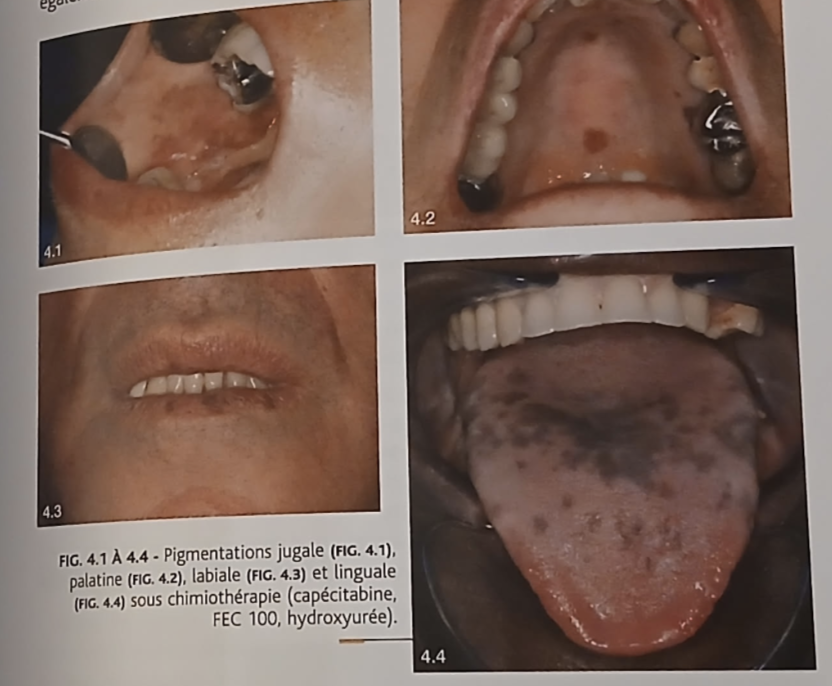 4.1
4.2
4.3
4.4
FIG. 4.1 À 4.4 - Pigmentations jugale (FIG. 4.1),
palatine (FIG. 4.2), labiale (FIG. 4.3) et linguale
(FIG. 4.4) sous chimiothérapie (capécitabine,
FEC 100, hydroxyurée).